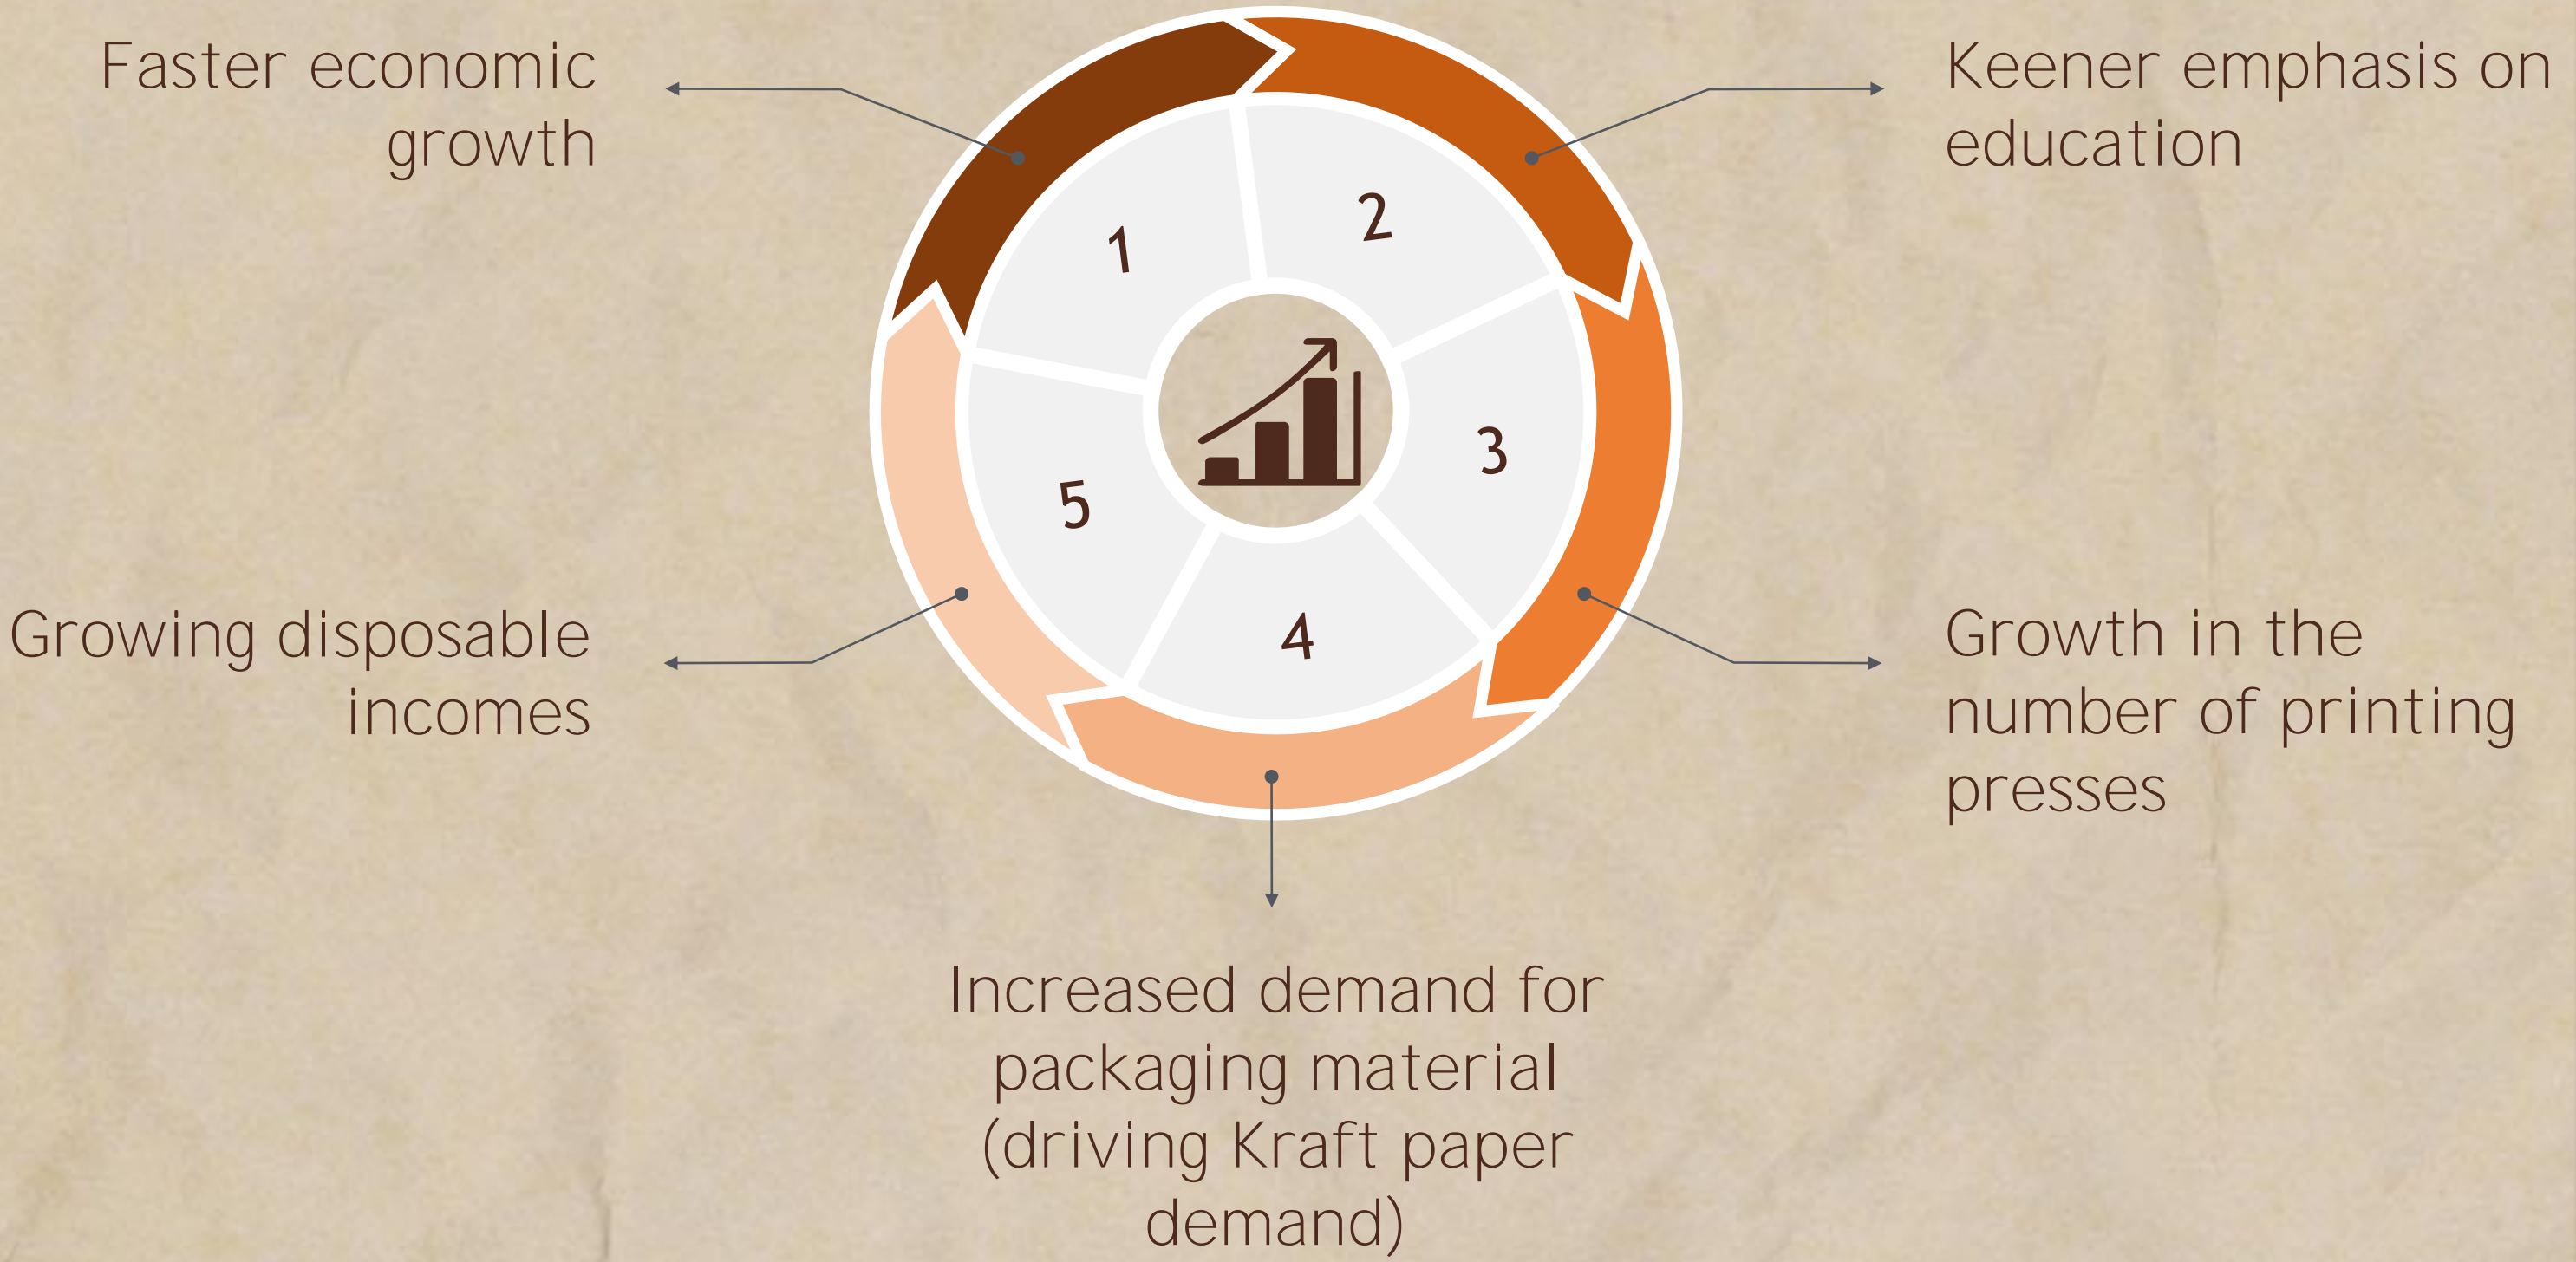 Faster economic
growth
Keener emphasis on
education
1
2
3
4
5
Growing disposable
incomes
Growth in the
number of printing
presses
Increased demand for
packaging material
(driving Kraft paper
demand)